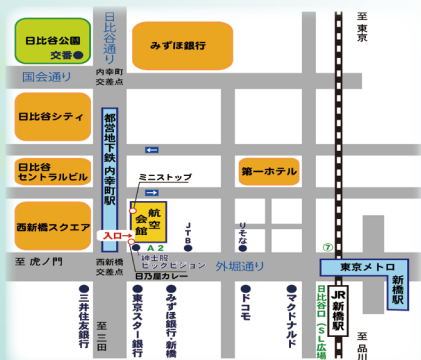 日比谷公園
交番
日比谷通り
みずほ銀行
至東京
国会通り
内幸町
交差点
日比谷シティ
都営地下鉄 内幸町駅
←
日比谷
セントラルビル
ミニストップ
第一ホテル
→
西新橋スクエア
航空会館
入口→
A2
JTB
りそな
⑦
紳士服
ビックビジョン
至 虎ノ門
西新橋
交差点
日乃屋カレー
外堀通り
東京メトロ
新橋駅
至三田
三井住友銀行
東京スター銀行
みずほ銀行・新橋
ドコモ
マクドナルド
日比谷口(SL広場)
JR新橋駅
至品川